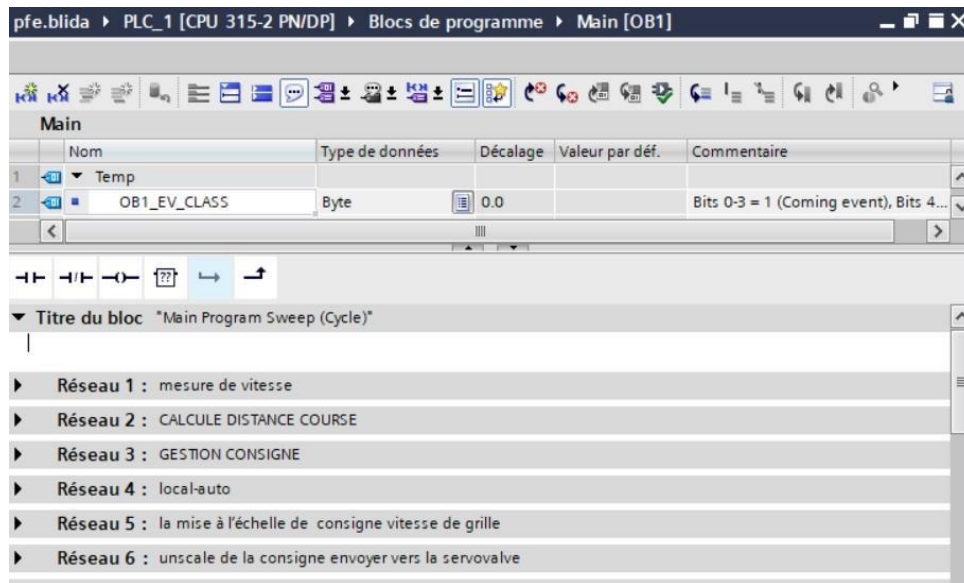 pfe.blida ▸ PLC_1 [CPU 315-2 PN/DP] ▸ Blocs de programme ▸ Main [OB1]
Main
Nom Type de données Décalage Valeur par déf. Commentaire
1 Temp
2 OB1_EV_CLASS Byte 0.0 Bits 0-3 = 1 (Coming event), Bits 4...
??
Titre du bloc "Main Program Sweep (Cycle)"
Réseau 1 : mesure de vitesse
Réseau 2 : CALCULE DISTANCE COURSE
Réseau 3 : GESTION CONSIGNE
Réseau 4 : local-auto
Réseau 5 : la mise à l'échelle de consigne vitesse de grille
Réseau 6 : unscale de la consigne envoyer vers la servovalve